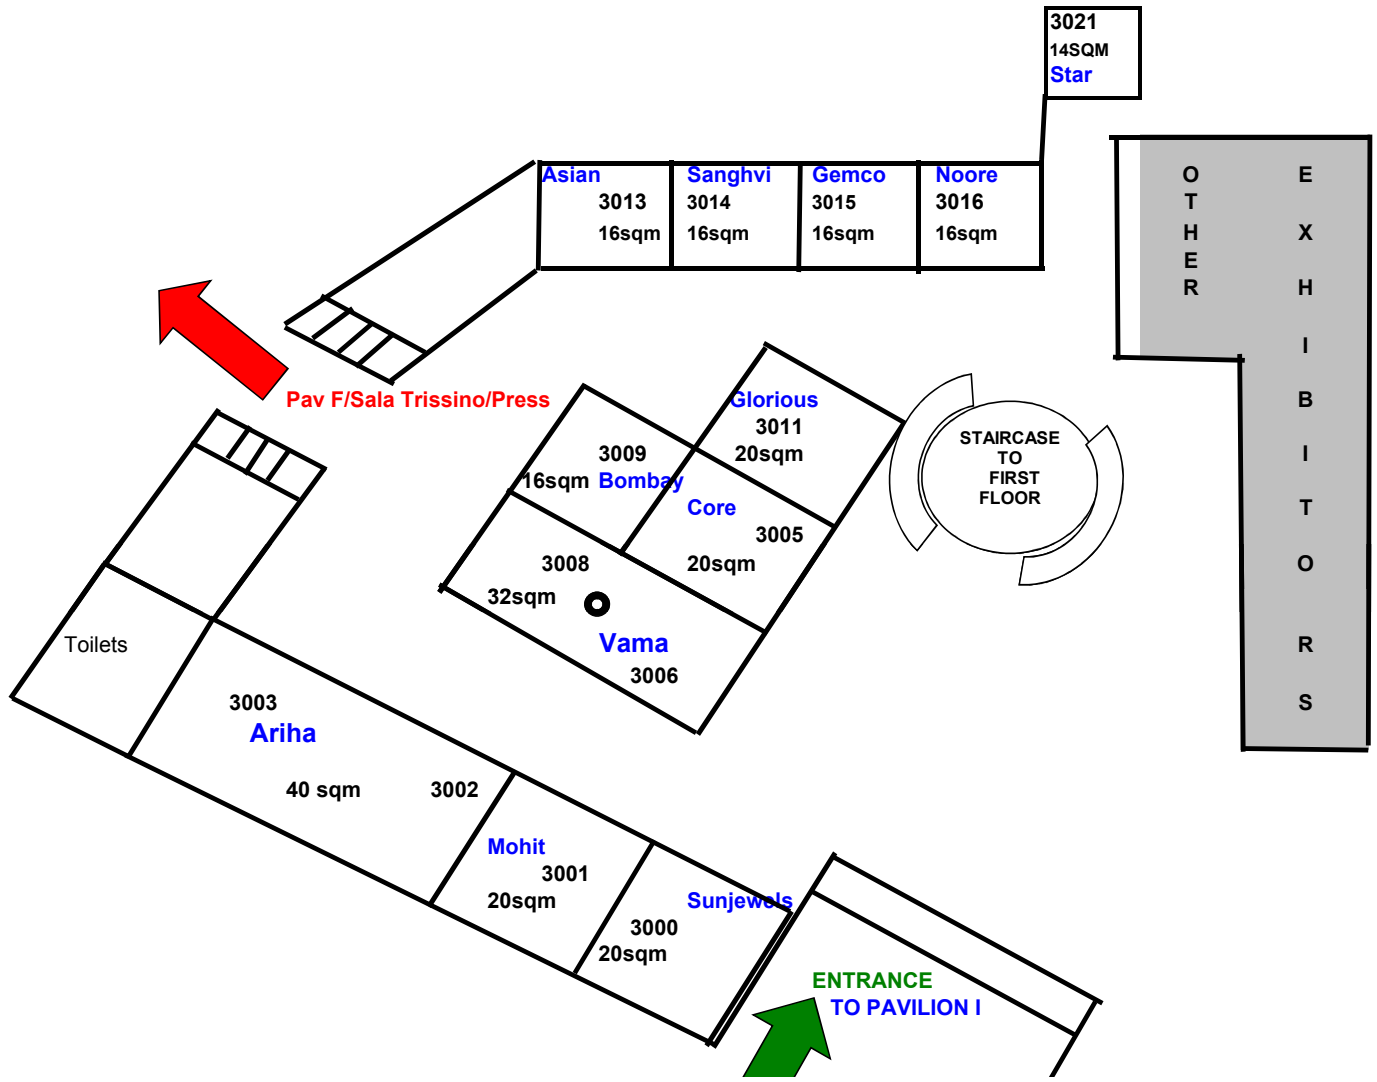 3021
14SQM
Star
Asian
3013
16sqm
Sanghvi
3014
16sqm
Gemco
3015
16sqm
Noore
3016
16sqm
OTHER
EXHIBITORS
Pav F/Sala Trissino/Press
Glorious
3011
20sqm
3009
16sqm Bombay
Core
3005
20sqm
STAIRCASE
TO
FIRST
FLOOR
3008
32sqm
Vama
3006
Toilets
3003
Ariha
40 sqm
3002
Mohit
3001
20sqm
Sunjewels
3000
20sqm
ENTRANCE
TO PAVILION I